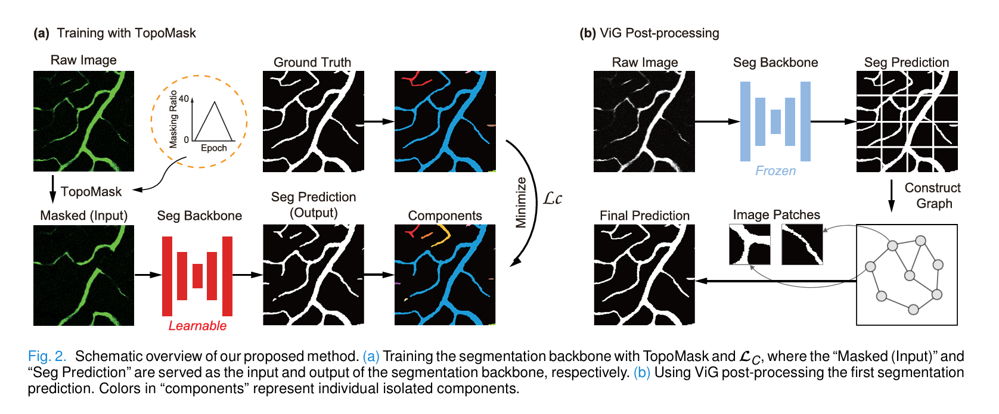 (a) Training with TopoMask
Raw Image
Masking Ratio
40
0
Epoch
Ground Truth
TopoMask
Masked (Input)
Seg Backbone
Learnable
Seg Prediction
(Output)
Components
Minimize
ℒ𝒸
(b) ViG Post-processing
Raw Image
Seg Backbone
Frozen
Seg Prediction
Construct
Graph
Image Patches
Final Prediction
Fig. 2. Schematic overview of our proposed method. (a) Training the segmentation backbone with TopoMask and ℒ_C, where the “Masked (Input)” and
“Seg Prediction” are served as the input and output of the segmentation backbone, respectively. (b) Using ViG post-processing the first segmentation
prediction. Colors in “components” represent individual isolated components.